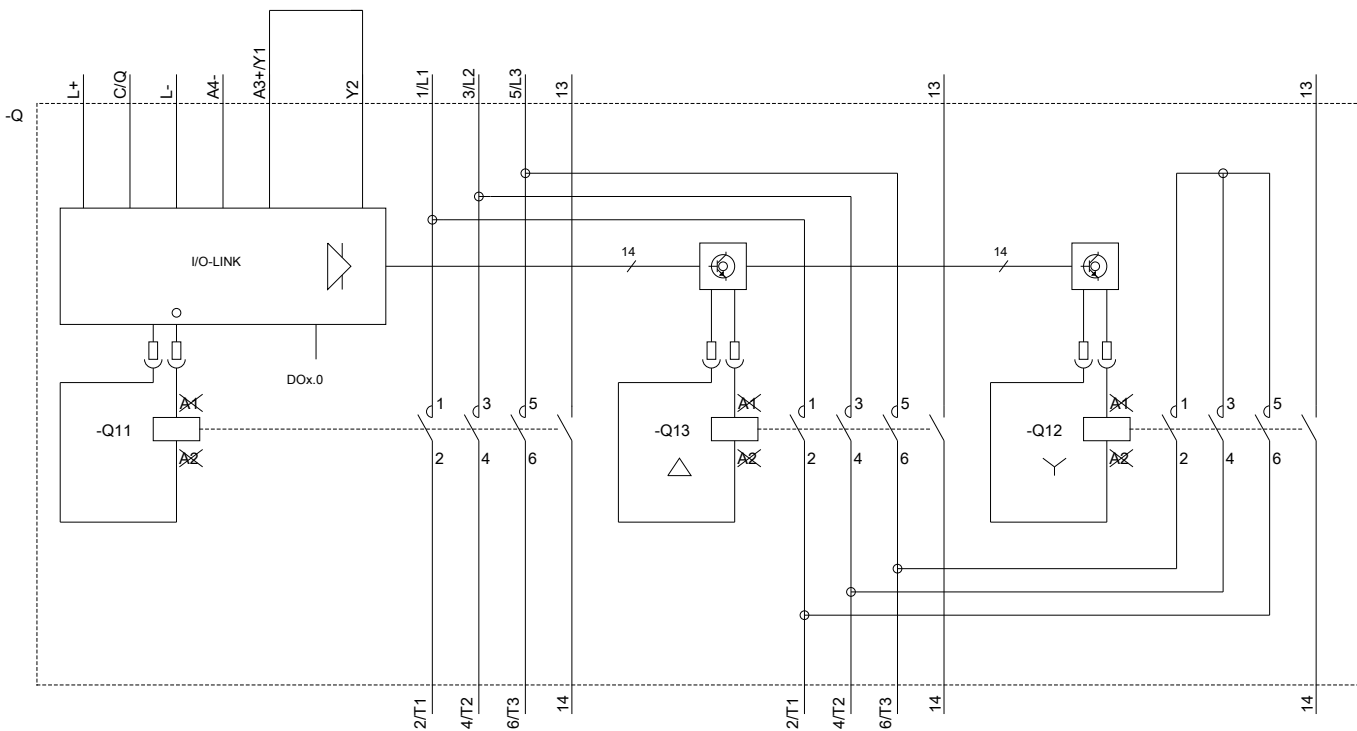 L+
C/Q
L-
A4-
A3+/Y1
Y2
1/L1
3/L2
5/L3
13
13
13
-Q
I/O-LINK
14
14
DOx.0
A1
1
3
5
A1
1
3
5
A1
1
3
5
-Q11
-Q13
-Q12
A2
2
4
6
A2
2
4
6
A2
2
4
6
2/T1
4/T2
6/T3
14
2/T1
4/T2
6/T3
14
14